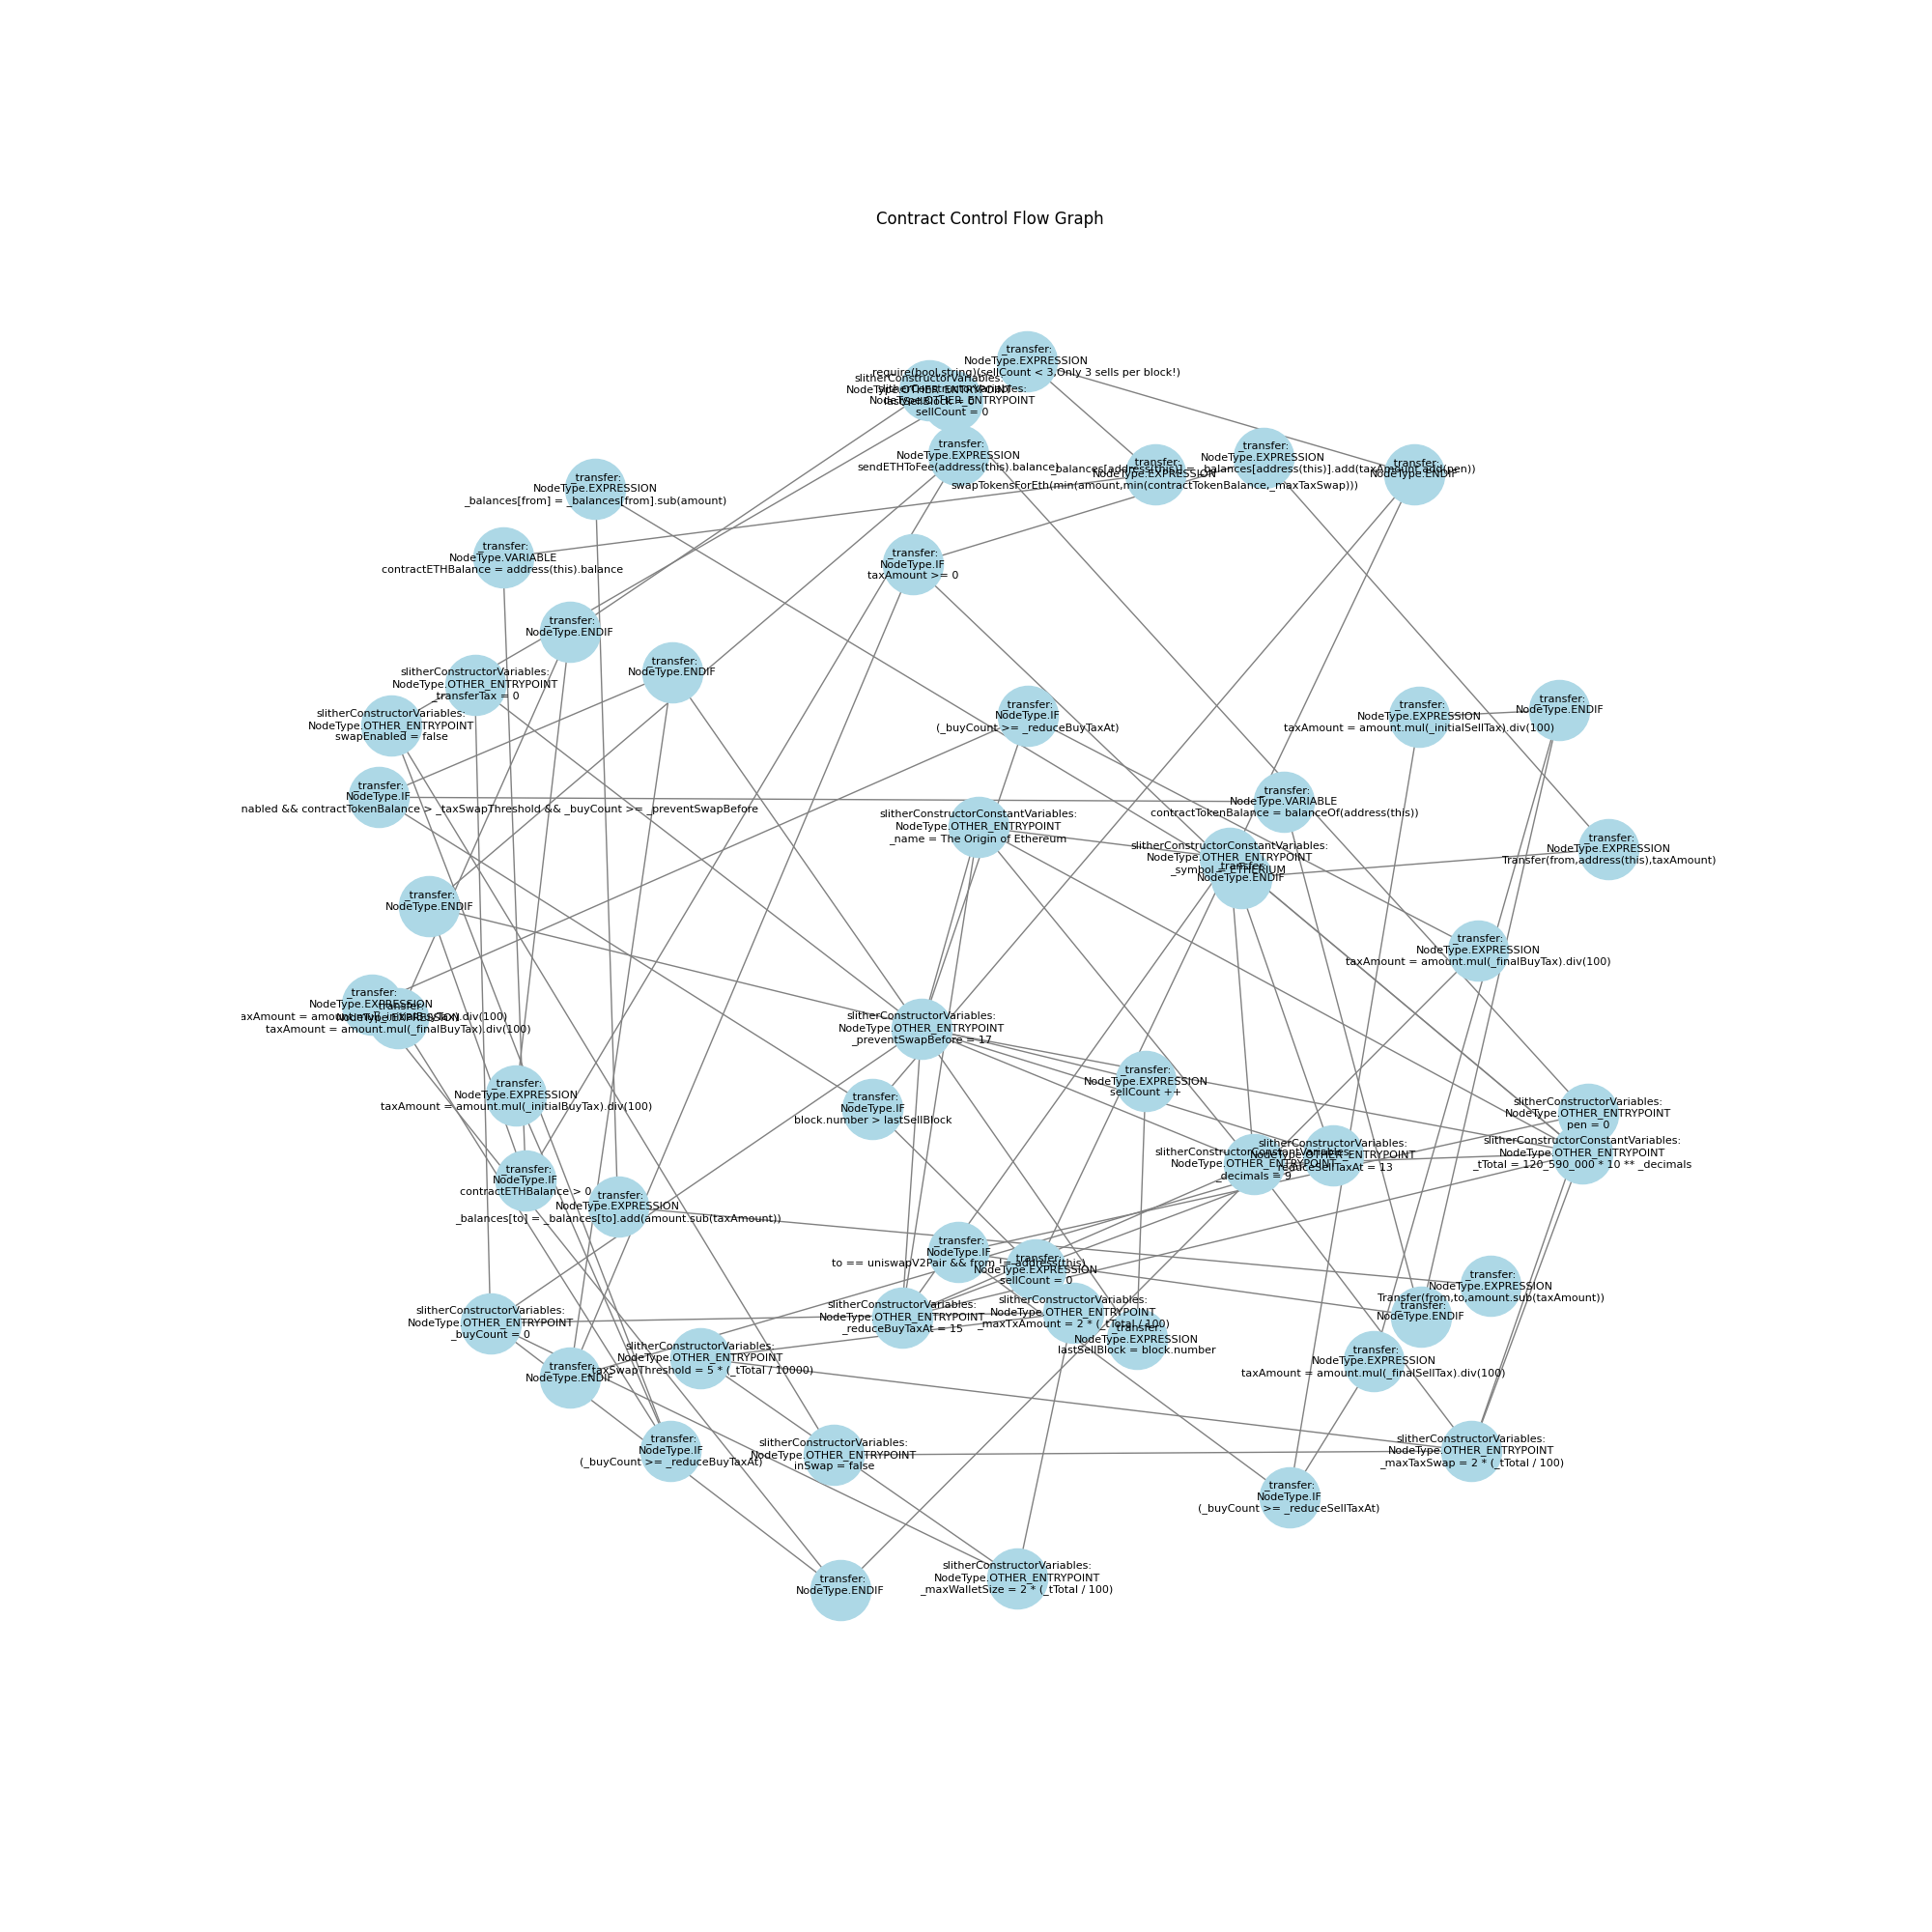 Contract Control Flow Graph
_transfer:
NodeType.EXPRESSION
require(bool,string)(sellCount < 3,Only 3 sells per block!)
slitherConstructorVariables:
NodeType.OTHER_ENTRYPOINT
lastSellBlock = 0
slitherConstructorVariables:
NodeType.OTHER_ENTRYPOINT
sellCount = 0
_transfer:
NodeType.EXPRESSION
sendETHToFee(address(this).balance)
_transfer:
NodeType.EXPRESSION
_balances[address(this)] = _balances[address(this)].add(taxAmount.add(pen))
_transfer:
NodeType.EXPRESSION
swapTokensForEth(min(amount,min(contractTokenBalance,_maxTaxSwap)))
_transfer:
NodeType.ENDIF
_transfer:
NodeType.EXPRESSION
_balances[from] = _balances[from].sub(amount)
_transfer:
NodeType.VARIABLE
contractETHBalance = address(this).balance
_transfer:
NodeType.IF
taxAmount >= 0
_transfer:
NodeType.ENDIF
_transfer:
NodeType.ENDIF
slitherConstructorVariables:
NodeType.OTHER_ENTRYPOINT
_transferTax = 0
slitherConstructorVariables:
NodeType.OTHER_ENTRYPOINT
swapEnabled = false
_transfer:
NodeType.IF
(_buyCount >= _reduceBuyTaxAt)
_transfer:
NodeType.EXPRESSION
taxAmount = amount.mul(_initialSellTax).div(100)
_transfer:
NodeType.ENDIF
_transfer:
NodeType.IF
nabled && contractTokenBalance > _taxSwapThreshold && _buyCount >= _preventSwapBefore
_transfer:
NodeType.VARIABLE
contractTokenBalance = balanceOf(address(this))
slitherConstructorConstantVariables:
NodeType.OTHER_ENTRYPOINT
_name = The Origin of Ethereum
slitherConstructorConstantVariables:
NodeType.OTHER_ENTRYPOINT
_symbol = ETHERIUM
_transfer:
NodeType.ENDIF
_transfer:
NodeType.EXPRESSION
Transfer(from,address(this),taxAmount)
_transfer:
NodeType.ENDIF
_transfer:
NodeType.EXPRESSION
taxAmount = amount.mul(_finalBuyTax).div(100)
_transfer:
NodeType.EXPRESSION
axAmount = amount.mul(_initialBuyTax).div(100)
_transfer:
NodeType.EXPRESSION
taxAmount = amount.mul(_finalBuyTax).div(100)
slitherConstructorVariables:
NodeType.OTHER_ENTRYPOINT
_preventSwapBefore = 17
_transfer:
NodeType.EXPRESSION
sellCount ++
_transfer:
NodeType.EXPRESSION
taxAmount = amount.mul(_initialBuyTax).div(100)
_transfer:
NodeType.IF
block.number > lastSellBlock
slitherConstructorVariables:
NodeType.OTHER_ENTRYPOINT
pen = 0
slitherConstructorConstantVariables:
NodeType.OTHER_ENTRYPOINT
_tTotal = 120_590_000 * 10 ** _decimals
slitherConstructorVariables:
NodeType.OTHER_ENTRYPOINT
_reduceSellTaxAt = 13
slitherConstructorConstantVariables:
NodeType.OTHER_ENTRYPOINT
_decimals = 9
_transfer:
NodeType.IF
contractETHBalance > 0
_transfer:
NodeType.EXPRESSION
_balances[to] = _balances[to].add(amount.sub(taxAmount))
_transfer:
NodeType.IF
to == uniswapV2Pair && from != address(this)
_transfer:
NodeType.EXPRESSION
sellCount = 0
_transfer:
NodeType.EXPRESSION
Transfer(from,to,amount.sub(taxAmount))
_transfer:
NodeType.ENDIF
slitherConstructorVariables:
NodeType.OTHER_ENTRYPOINT
_buyCount = 0
slitherConstructorVariables:
NodeType.OTHER_ENTRYPOINT
_reduceBuyTaxAt = 15
slitherConstructorVariables:
NodeType.OTHER_ENTRYPOINT
_maxTxAmount = 2 * (_tTotal / 100)
_transfer:
NodeType.EXPRESSION
lastSellBlock = block.number
slitherConstructorVariables:
NodeType.OTHER_ENTRYPOINT
_taxSwapThreshold = 5 * (_tTotal / 10000)
_transfer:
NodeType.ENDIF
_transfer:
NodeType.EXPRESSION
taxAmount = amount.mul(_finalSellTax).div(100)
_transfer:
NodeType.IF
(_buyCount >= _reduceBuyTaxAt)
slitherConstructorVariables:
NodeType.OTHER_ENTRYPOINT
inSwap = false
slitherConstructorVariables:
NodeType.OTHER_ENTRYPOINT
_maxTaxSwap = 2 * (_tTotal / 100)
_transfer:
NodeType.IF
(_buyCount >= _reduceSellTaxAt)
slitherConstructorVariables:
NodeType.OTHER_ENTRYPOINT
_maxWalletSize = 2 * (_tTotal / 100)
_transfer:
NodeType.ENDIF